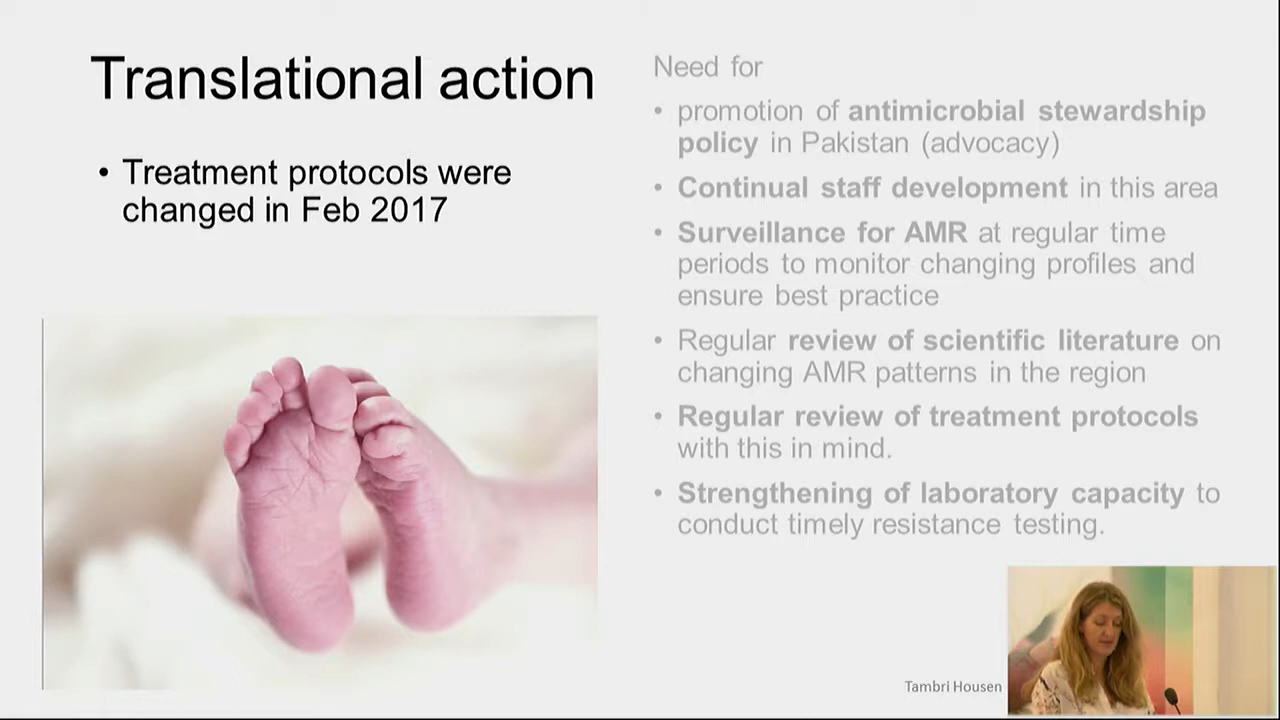 Translational action
• Treatment protocols were
changed in Feb 2017
Need for
• promotion of antimicrobial stewardship
policy in Pakistan (advocacy)
• Continual staff development in this area
• Surveillance for AMR at regular time
periods to monitor changing profiles and
ensure best practice
• Regular review of scientific literature on
changing AMR patterns in the region
• Regular review of treatment protocols
with this in mind.
• Strengthening of laboratory capacity to
conduct timely resistance testing.
Tambri Housen